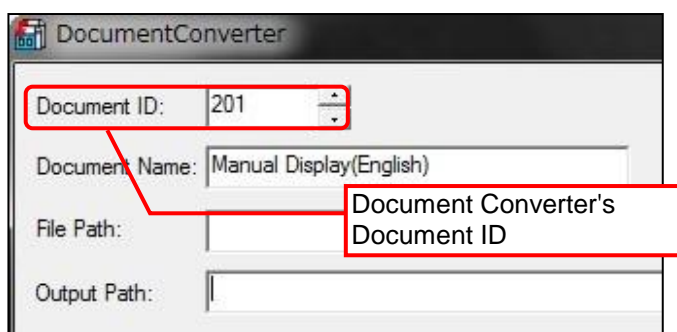 DocumentConverter
Document ID: 201
Document Name: Manual Display(English)
Document Converter's
Document ID
File Path:
Output Path: